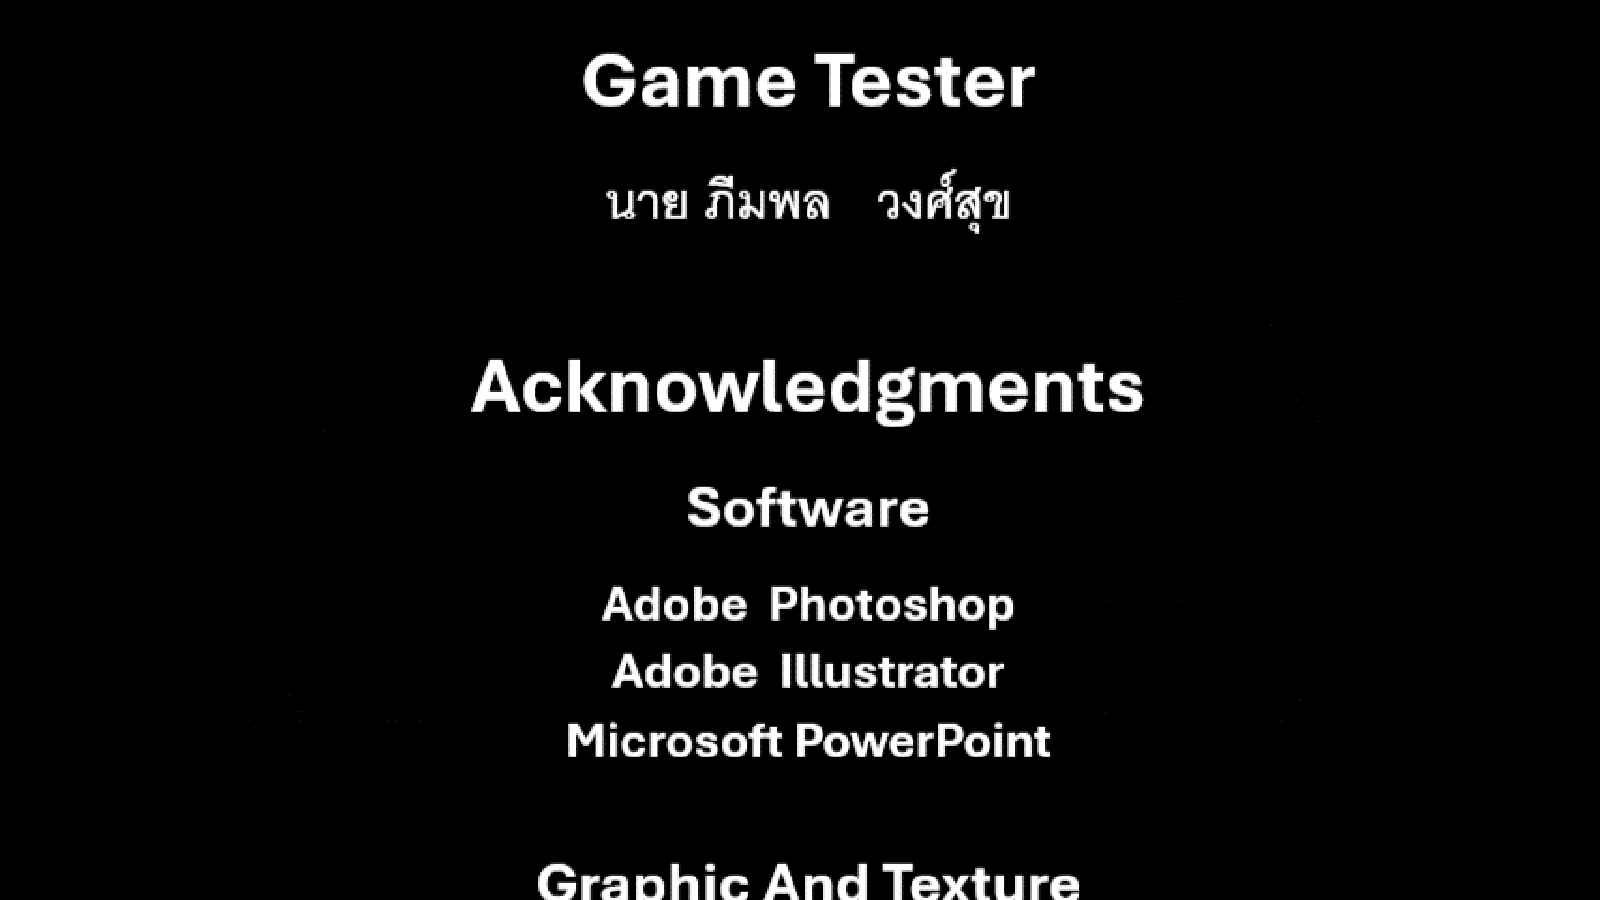 Game Tester
นาย ภีมพล วงศ์สุข
Acknowledgments
Software
Adobe Photoshop
Adobe Illustrator
Microsoft PowerPoint
Graphic And Texture